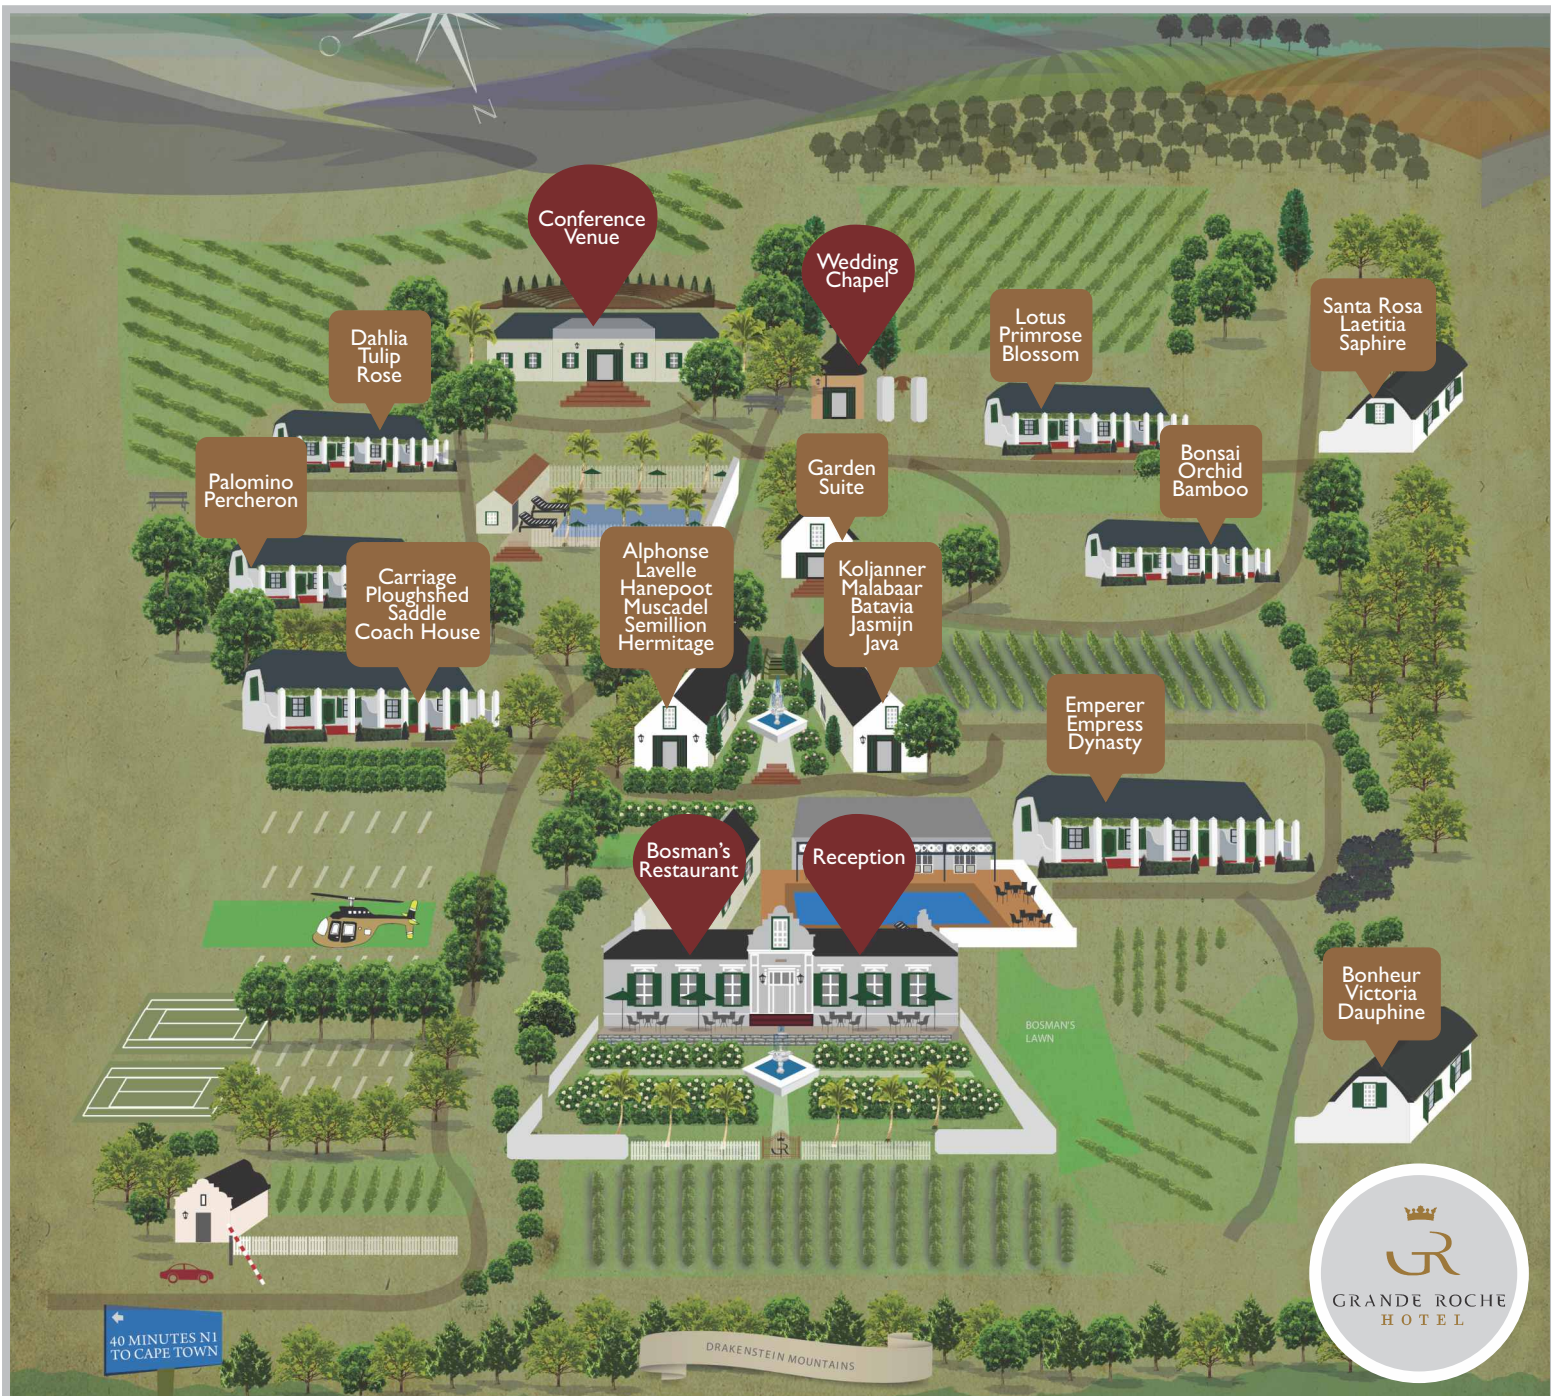 O
N
Conference
Venue
Wedding
Chapel
Dahlia
Tulip
Rose
Lotus
Primrose
Blossom
Santa Rosa
Laetitia
Saphire
Palomino
Percheron
Garden
Suite
Bonsai
Orchid
Bamboo
Carriage
Ploughshed
Saddle
Coach House
Alphonse
Lavelle
Hanepoot
Muscadel
Semillion
Hermitage
Koljanner
Malabaar
Batavia
Jasmijn
Java
Emperer
Empress
Dynasty
Bosman's
Restaurant
Reception
Bonheur
Victoria
Dauphine
BOSMAN'S
LAWN
GR
GR
GRANDE ROCHE
HOTEL
40 MINUTES N1
TO CAPE TOWN
DRAKENSTEIN MOUNTAINS